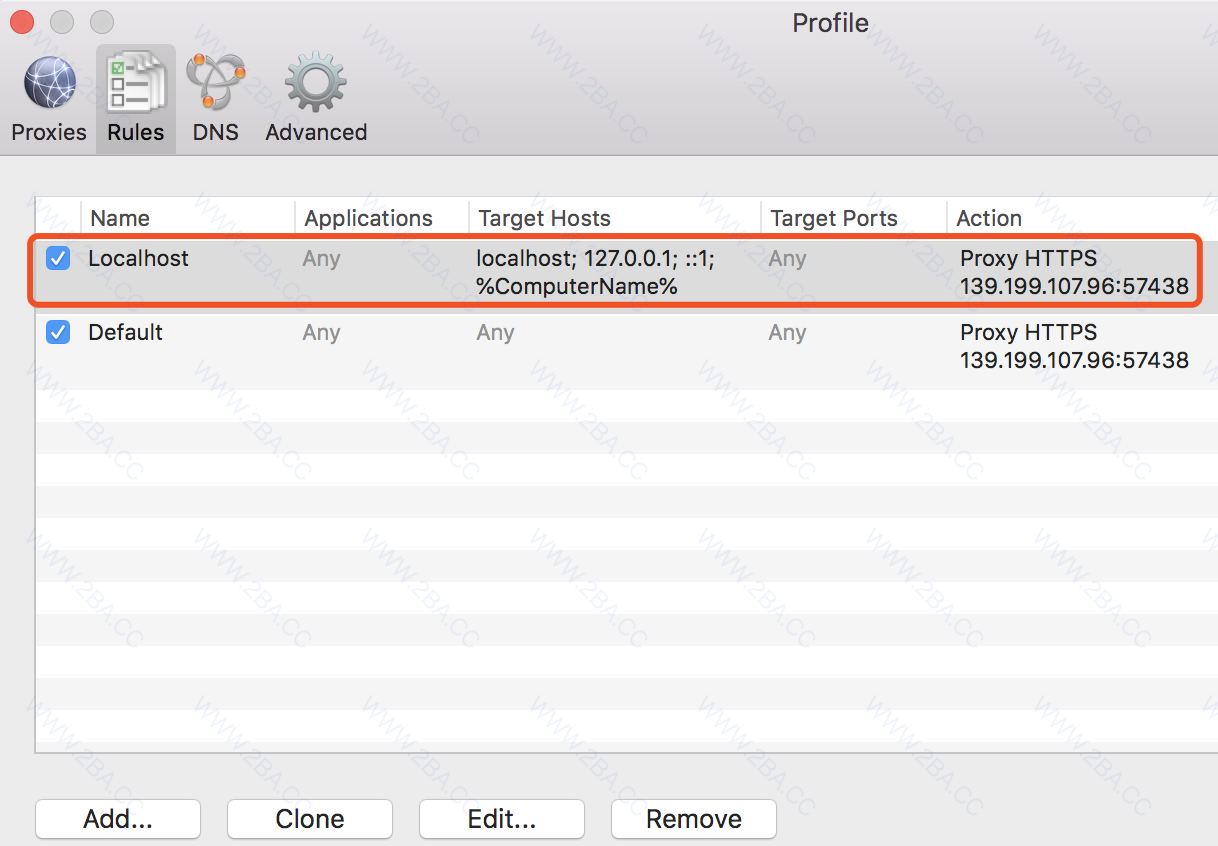 Profile
Proxies Rules DNS Advanced
Name Applications Target Hosts Target Ports Action
Localhost Any localhost; 127.0.0.1; ::1; Any Proxy HTTPS
%ComputerName% 139.199.107.96:57438
Default Any Any Any Proxy HTTPS
139.199.107.96:57438
Add... Clone Edit... Remove
WWW.2BA.CC